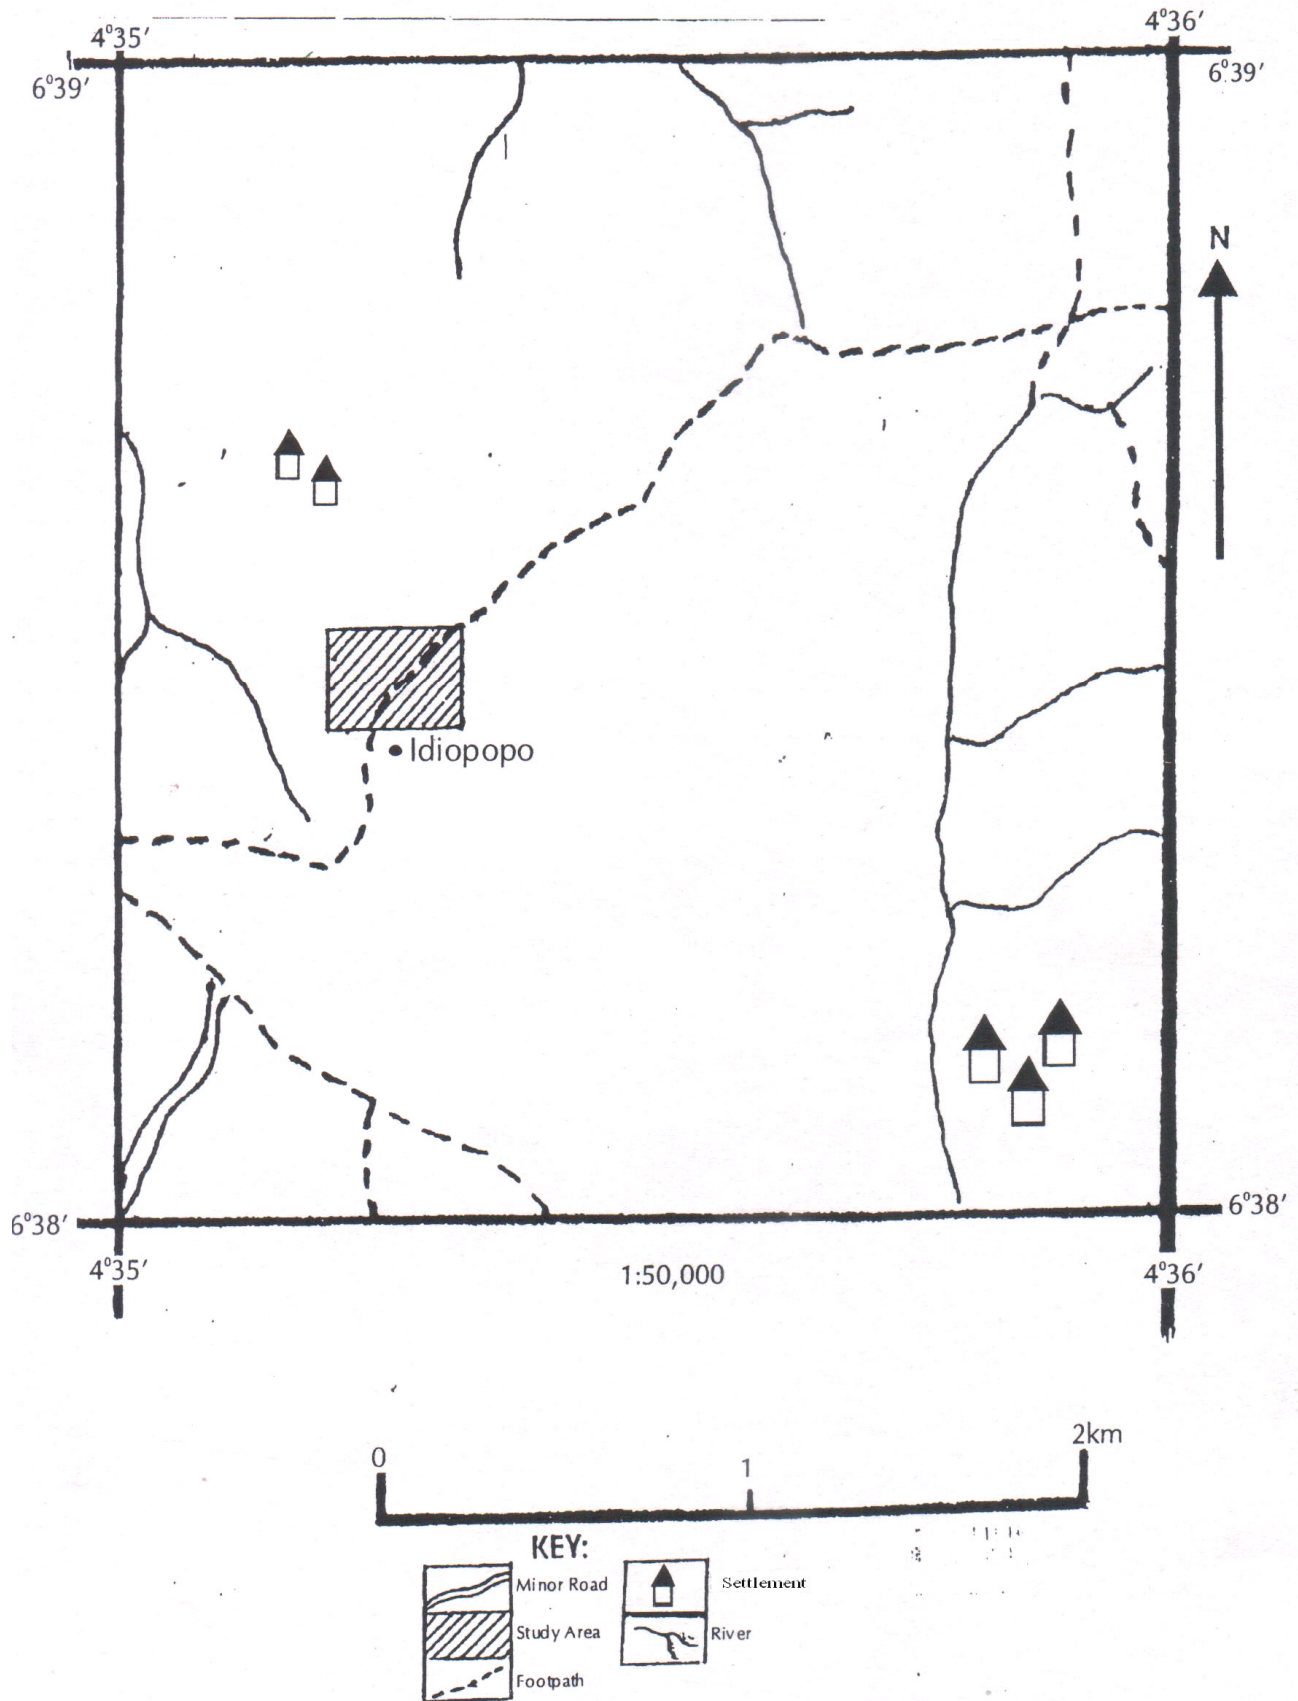 4°35′ 4°36′
6°39′ 6°39′
N
Idiopopo
6°38′ 6°38′
4°35′ 1:50,000 4°36′
0 1 2km
KEY:
Minor Road Settlement
Study Area River
Footpath